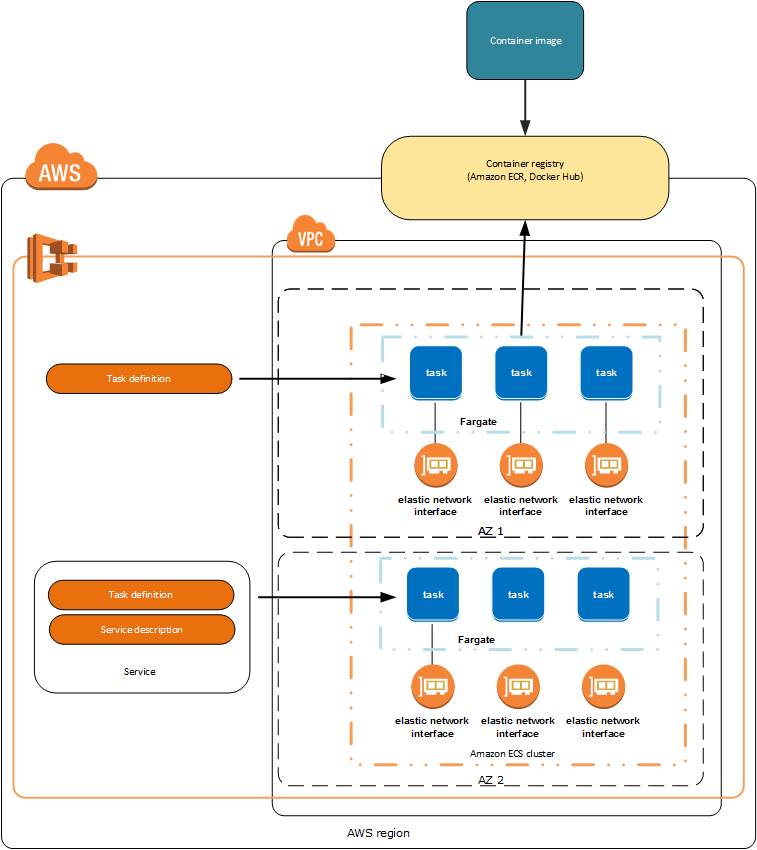 Container image
Container registry
(Amazon ECR, Docker Hub)
AWS
VPC
Task definition
task
task
task
Fargate
elastic network
interface
elastic network
interface
elastic network
interface
AZ 1
Task definition
Service description
Service
task
task
task
Fargate
elastic network
interface
elastic network
interface
elastic network
interface
Amazon ECS cluster
AZ 2
AWS region